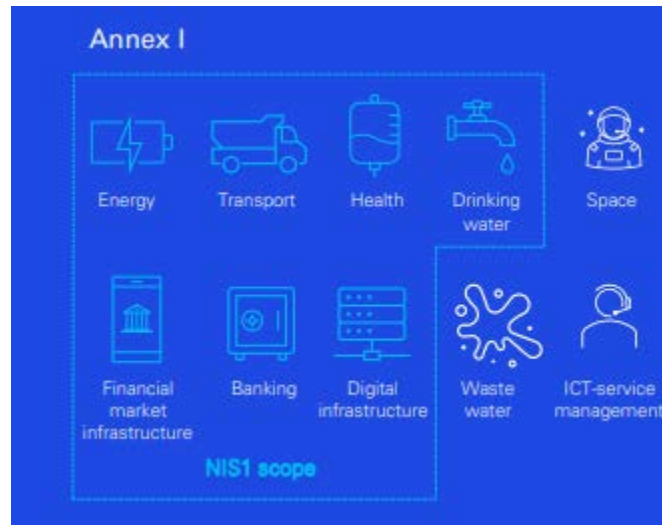 Annex I
Energy
Transport
Health
Drinking
water
Space
Financial
market
infrastructure
Banking
Digital
infrastructure
Waste
water
ICT-service
management
NIS1 scope